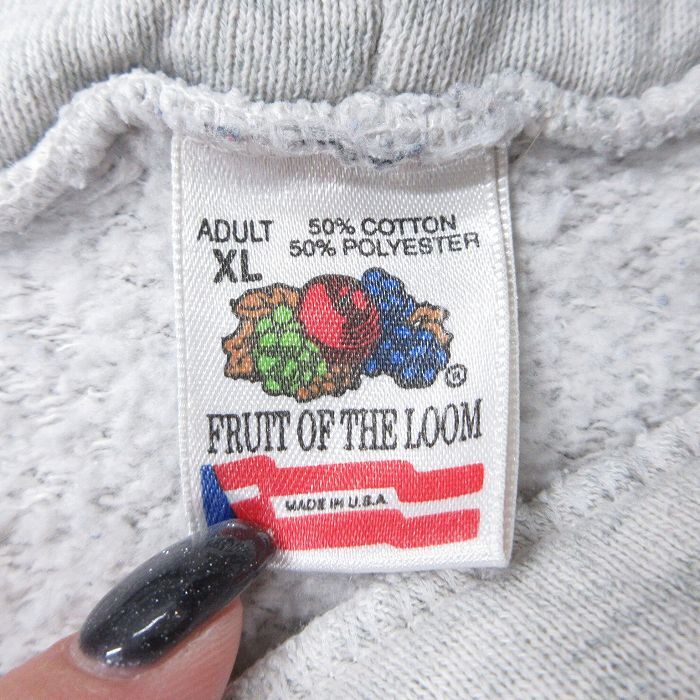 ADULT
XL
50% COTTON
50% POLYESTER
®
FRUIT OF THE LOOM
MADE IN U.S.A